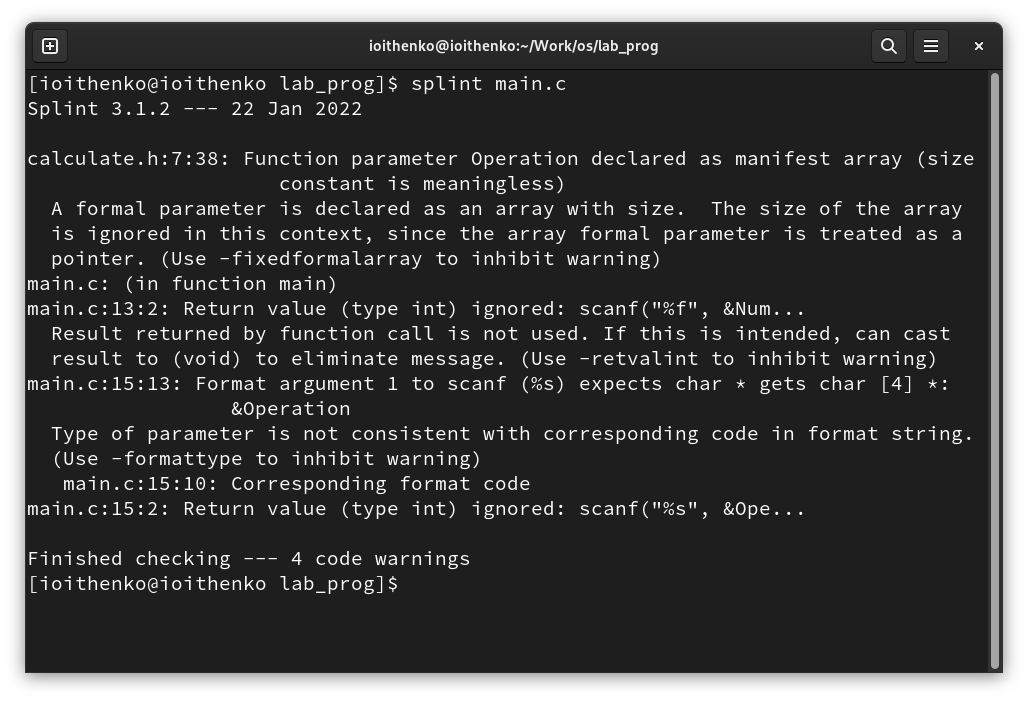 ioithenko@ioithenko:~/Work/os/lab_prog
[ioithenko@ioithenko lab_prog]$ splint main.c
Splint 3.1.2 --- 22 Jan 2022
calculate.h:7:38: Function parameter Operation declared as manifest array (size
constant is meaningless)
A formal parameter is declared as an array with size.  The size of the array
is ignored in this context, since the array formal parameter is treated as a
pointer. (Use -fixedformalarray to inhibit warning)
main.c: (in function main)
main.c:13:2: Return value (type int) ignored: scanf("%f", &Num...
Result returned by function call is not used. If this is intended, can cast
result to (void) to eliminate message. (Use -retvalint to inhibit warning)
main.c:15:13: Format argument 1 to scanf (%s) expects char * gets char [4] *:
&Operation
Type of parameter is not consistent with corresponding code in format string.
(Use -formattype to inhibit warning)
main.c:15:10: Corresponding format code
main.c:15:2: Return value (type int) ignored: scanf("%s", &Ope...
Finished checking --- 4 code warnings
[ioithenko@ioithenko lab_prog]$